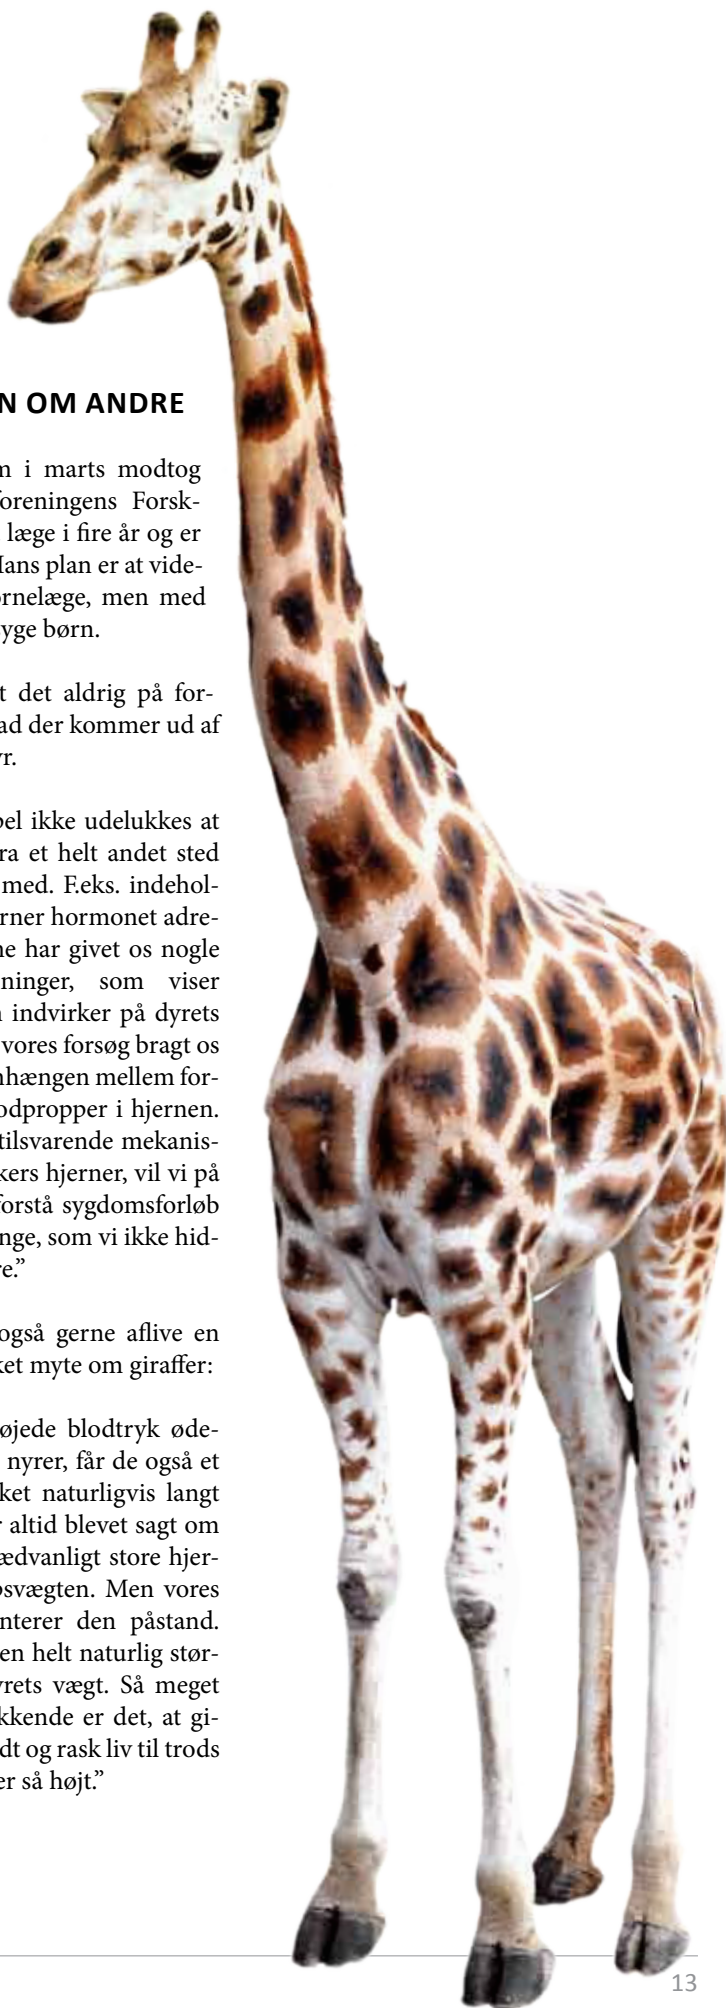 N OM ANDRE
m i marts modtog
foreningens Forsk-
læge i fire år og er
Hans plan er at vide-
ørnelæge, men med
yge børn.
t det aldrig på for-
ad der kommer ud af
yr.
pel ikke udelukkes at
ra et helt andet sted
med. F.eks. indehol-
erner hormonet adre-
ne har givet os nogle
ninger, som viser
n indvirker på dyrets
vores forsøg bragt os
nhængen mellem for-
odpropper i hjernen.
tilsvarende mekanis-
kers hjerner, vil vi på
forstå sygdomsforløb
nge, som vi ikke hid-
re.”
også gerne aflive en
ket myte om giraffer:
øjede blodtryk øde-
nyrer, får de også et
ket naturligvis langt
r altid blevet sagt om
ædvanligt store hjer-
psvægten. Men vores
nterer den påstand.
en helt naturlig stør-
yrets vægt. Så meget
kkende er det, at gi-
dt og rask liv til trods
er så højt.”
13